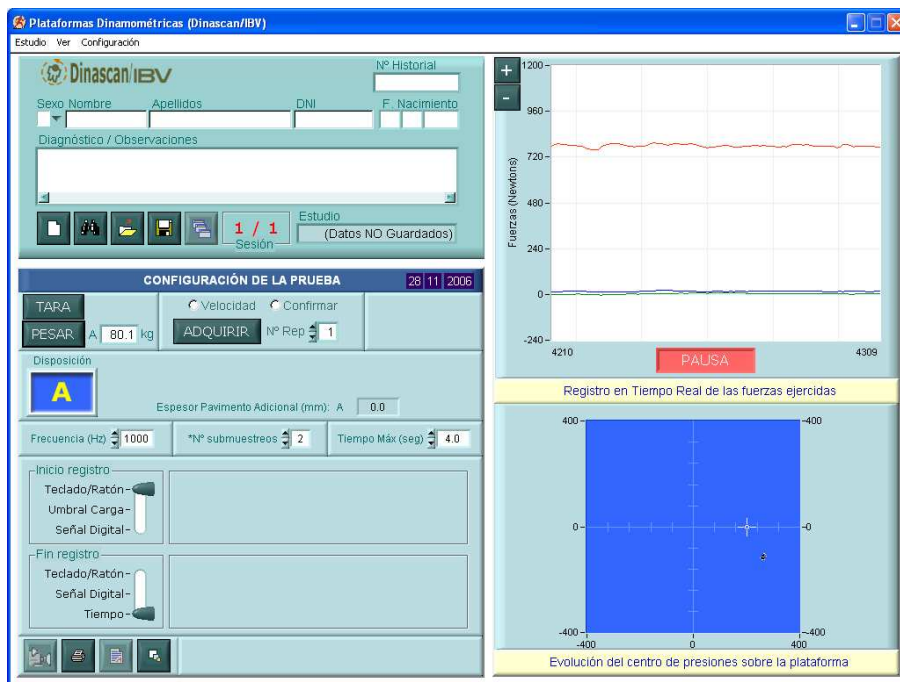 Plataformas Dinamométricas (Dinascan/IBV)
Estudio Ver Configuración
Dinascan/IBV
Nº Historial
Sexo Nombre Apellidos DNI F. Nacimiento
Diagnóstico / Observaciones
1 / 1
Sesión
Estudio
(Datos NO Guardados)
CONFIGURACIÓN DE LA PRUEBA 28 11 2006
TARA
Velocidad Confirmar
PESAR A 80.1 kg
ADQUIRIR Nº Rep 1
Disposición
A
Espesor Pavimento Adicional (mm): A 0.0
Frecuencia (Hz) 1000 *Nº submuestreos 2 Tiempo Máx (seg) 4.0
Inicio registro
Teclado/Ratón
Umbral Carga
Señal Digital
Fin registro
Teclado/Ratón
Señal Digital
Tiempo
+
-
Fuerzas (Newtons)
1200
960
720
480
240
0
-240
4210 4309
PAUSA
Registro en Tiempo Real de las fuerzas ejercidas
400 -400
0 -0
-400 -400
-400 0 400
Evolución del centro de presiones sobre la plataforma